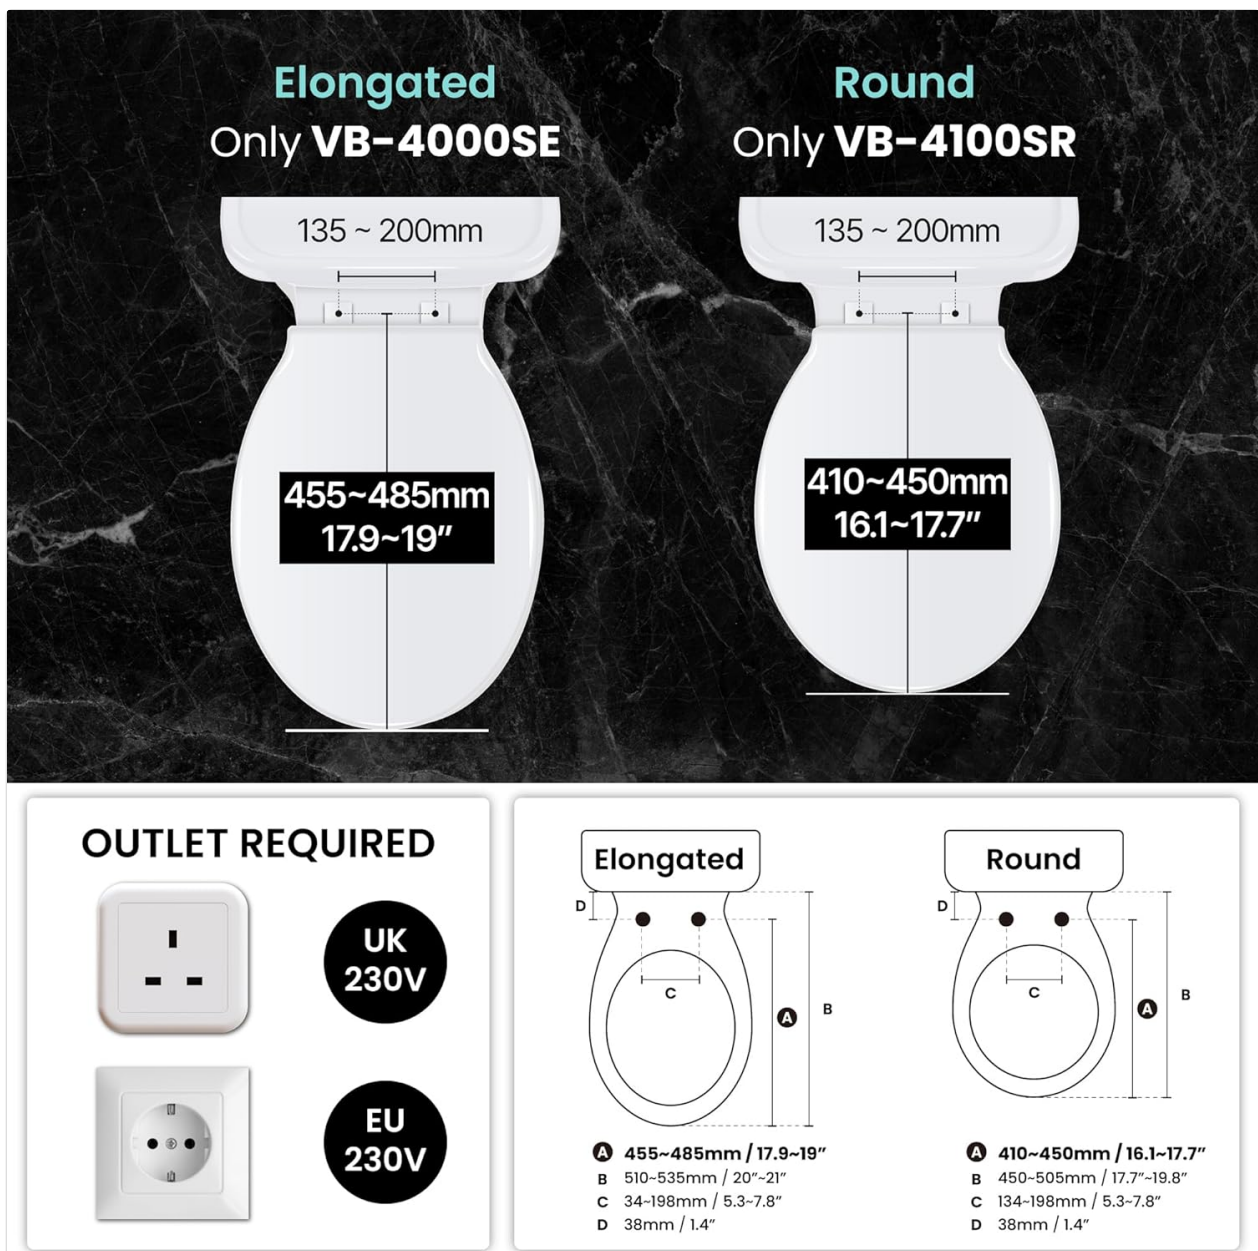 Elongated
Only VB-4000SE
135 ~ 200mm
455~485mm
17.9~19”
Round
Only VB-4100SR
135 ~ 200mm
410~450mm
16.1~17.7”
OUTLET REQUIRED
UK
230V
EU
230V
Elongated
D
C
A
B
A 455~485mm / 17.9~19”
B 510~535mm / 20”~21”
C 34~198mm / 5.3~7.8”
D 38mm / 1.4”
Round
D
C
A
B
A 410~450mm / 16.1~17.7”
B 450~505mm / 17.7”~19.8”
C 134~198mm / 5.3~7.8”
D 38mm / 1.4”